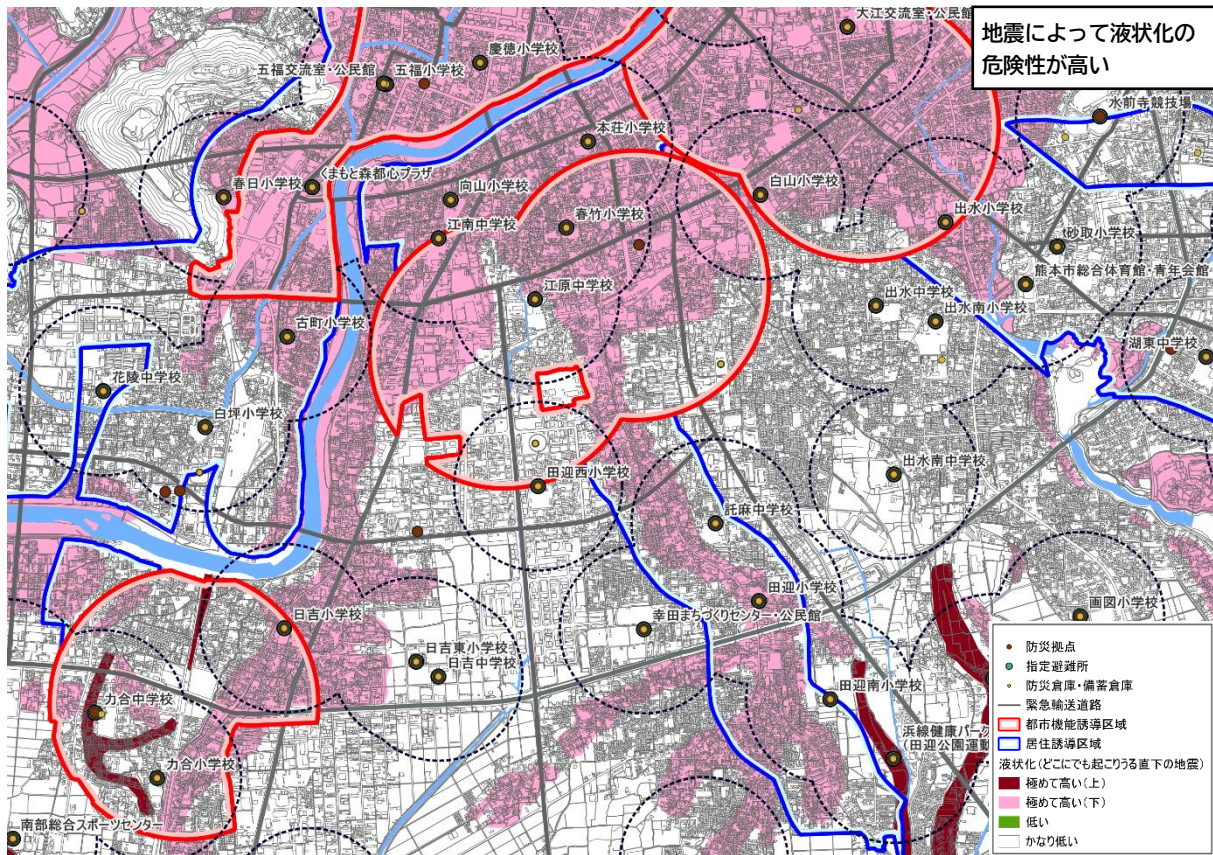 地震によって液状化の
危険性が高い
大江交流室・公民館
慶徳小学校
五福交流室・公民館
五福小学校
水前寺競技場
本荘小学校
春日小学校
くまもと森都心プラザ
向山小学校
白山小学校
春竹小学校
出水小学校
江南中学校
砂取小学校
熊本市総合体育館・青年会館
江原中学校
出水中学校
出水南小学校
古町小学校
湖東中学校
花陵中学校
白坪小学校
田迎西小学校
出水南中学校
託麻中学校
田迎小学校
幸田まちづくりセンター・公民館
画図小学校
日吉小学校
日吉東小学校
日吉中学校
田迎南小学校
力合中学校
浜線健康パーク
(田迎公園運動
力合小学校
南部総合スポーツセンター
防災拠点
指定避難所
防災倉庫・備蓄倉庫
緊急輸送道路
都市機能誘導区域
居住誘導区域
液状化(どこにでも起こりうる直下の地震)
極めて高い(上)
極めて高い(下)
低い
かなり低い